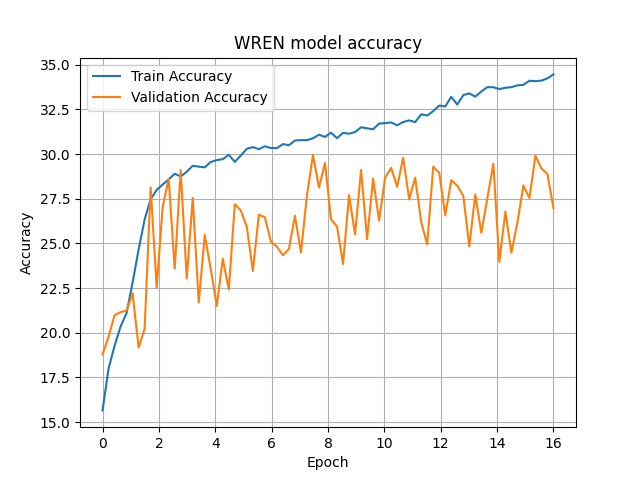 WREN model accuracy
Train Accuracy
Validation Accuracy
Accuracy
35.0
32.5
30.0
27.5
25.0
22.5
20.0
17.5
15.0
0 2 4 6 8 10 12 14 16
Epoch